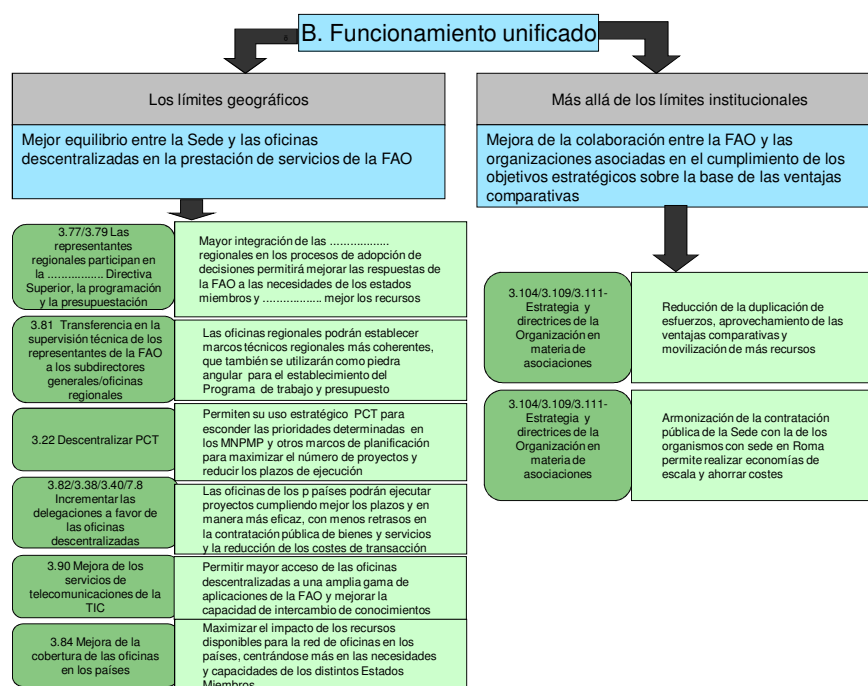 B. Funcionamiento unificado
Los límites geográficos
Mejor equilibrio entre la Sede y las oficinas
descentralizadas en la prestación de servicios de la FAO
3.77/3.79 Las
representantes
regionales participan en
la .................. Directiva
Superior, la programación
y la presupuestación
Mayor integración de las ..................
regionales en los procesos de adopción de
decisiones permitirá mejorar las respuestas de
la FAO a las necesidades de los estados
miembros y .................. mejor los recursos
3.81 Transferencia en la
supervisión técnica de los
representantes de la FAO
a los subdirectores
generales/oficinas
regionales
Las oficinas regionales podrán establecer
marcos técnicos regionales más coherentes,
que también se utilizarán como piedra
angular para el establecimiento del
Programa de trabajo y presupuesto
3.22 Descentralizar PCT
Permiten su uso estratégico PCT para
esconder las prioridades determinadas en
los MNPMP y otros marcos de planificación
para maximizar el número de proyectos y
reducir los plazos de ejecución
3.82/3.38/3.40/7.8
Incrementar las
delegaciones a favor de
las oficinas
descentralizadas
Las oficinas de los p países podrán ejecutar
proyectos cumpliendo mejor los plazos y en
manera más eficaz, con menos retrasos en
la contratación pública de bienes y servicios
y la reducción de los costes de transacción
3.90 Mejora de los
servicios de
telecomunicaciones de la
TIC
Permitir mayor acceso de las oficinas
descentralizadas a una amplia gama de
aplicaciones de la FAO y mejorar la
capacidad de intercambio de conocimientos
3.84 Mejora de la
cobertura de las oficinas
en los países
Maximizar el impacto de los recursos
disponibles para la red de oficinas en los
países, centrándose más en las necesidades
y capacidades de los distintos Estados
Miembros
Más allá de los límites institucionales
Mejora de la colaboración entre la FAO y las
organizaciones asociadas en el cumplimiento de los
objetivos estratégicos sobre la base de las ventajas
comparativas
3.104/3.109/3.111-
Estrategia y
directrices de la
Organización en
materia de
asociaciones
Reducción de la duplicación de
esfuerzos, aprovechamiento de las
ventajas comparativas y
movilización de más recursos
3.104/3.109/3.111-
Estrategia y
directrices de la
Organización en
materia de
asociaciones
Armonización de la contratación
pública de la Sede con la de los
organismos con sede en Roma
permite realizar economías de
escala y ahorrar costes